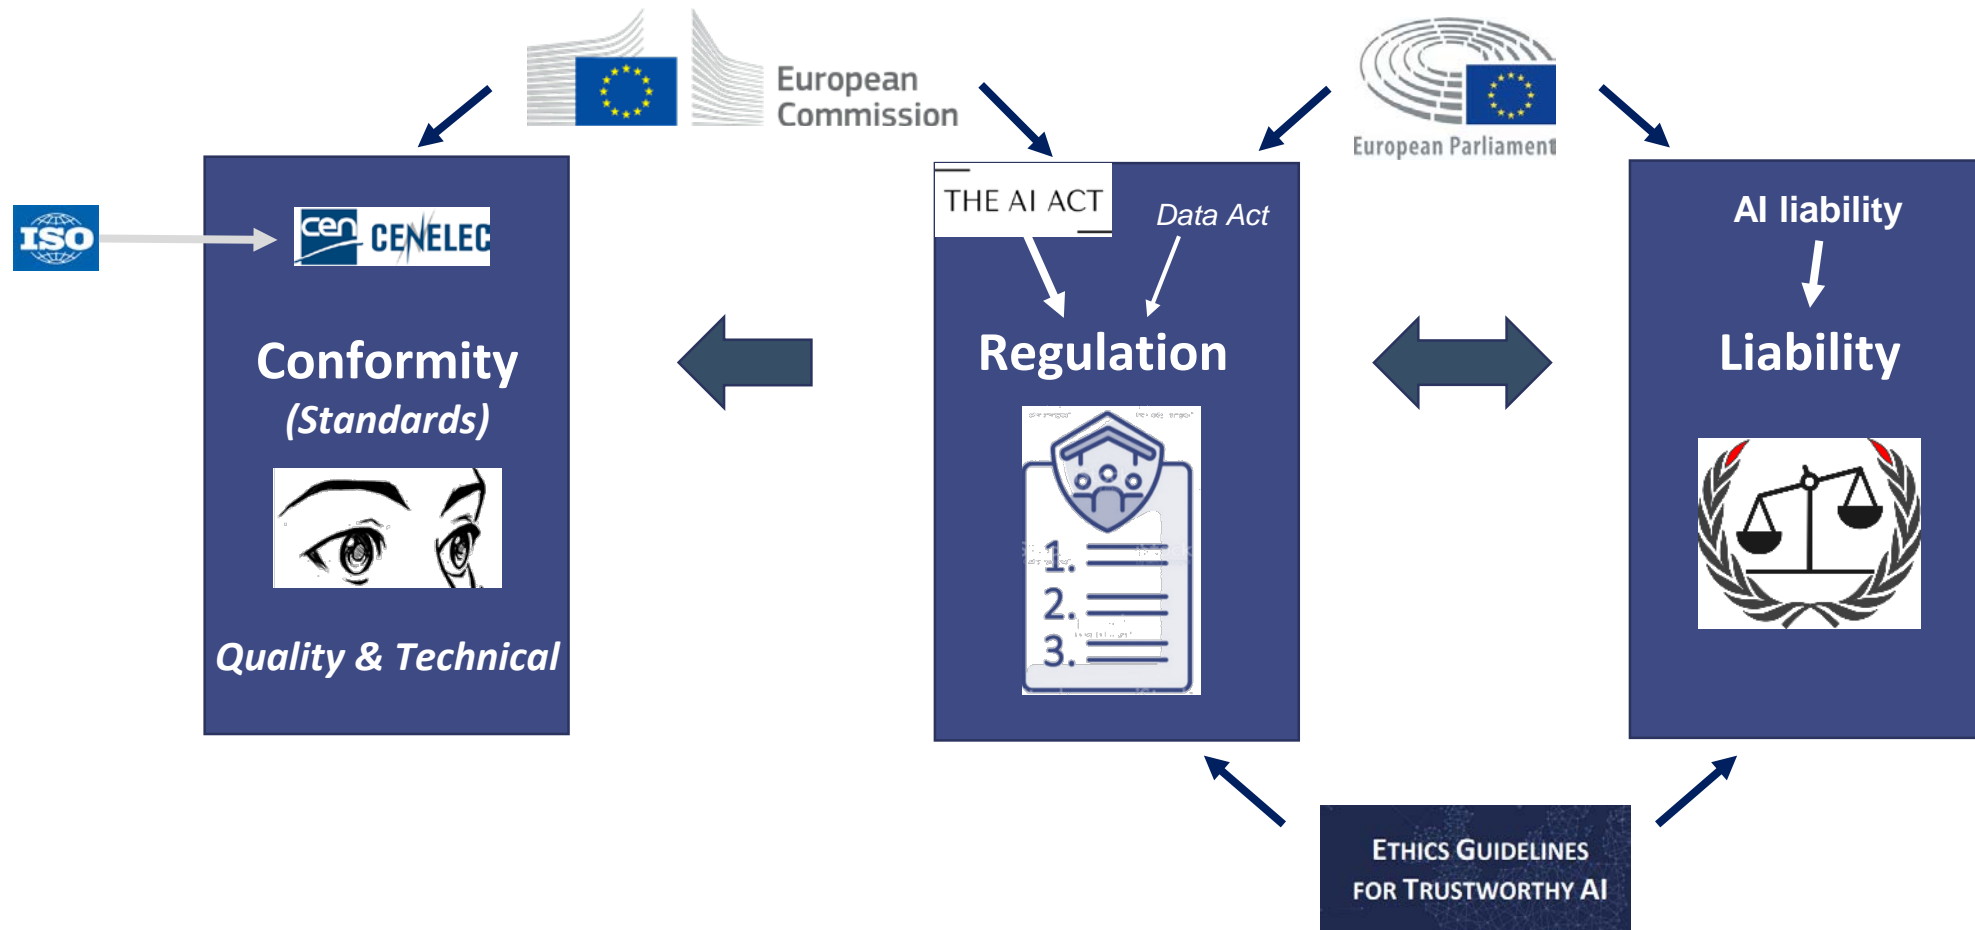 European
Commission
European Parliament
ISO
cen
CENELEC
THE AI ACT
Data Act
AI liability
Conformity
(Standards)
Regulation
Liability
1.
2.
3.
Quality & Technical
ETHICS GUIDELINES
FOR TRUSTWORTHY AI